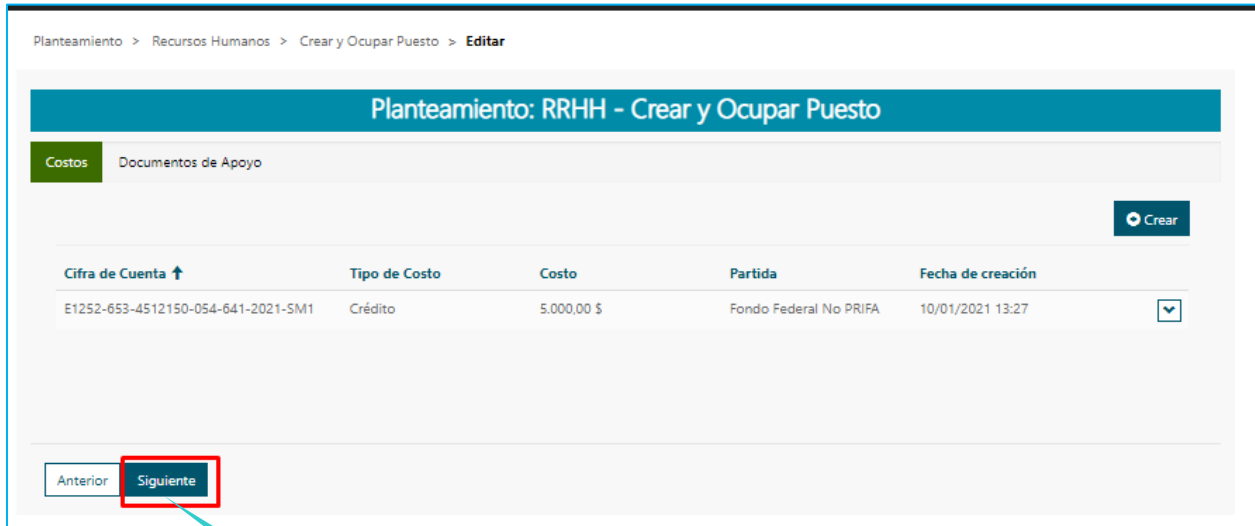 Planteamiento > Recursos Humanos > Crear y Ocupar Puesto > Editar
Planteamiento: RRHH - Crear y Ocupar Puesto
Costos Documentos de Apoyo
Crear
Cifra de Cuenta Tipo de Costo Costo Partida Fecha de creación
E1252-653-4512150-054-641-2021-SM1 Crédito 5.000,00 $ Fondo Federal No PRIFA 10/01/2021 13:27
Anterior Siguiente